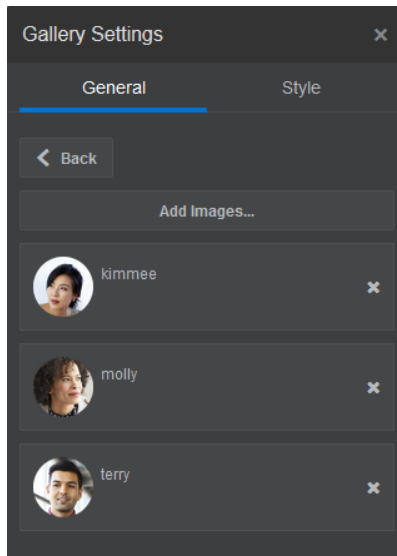 Gallery Settings
General Style
Back
Add Images...
kimmee
molly
terry